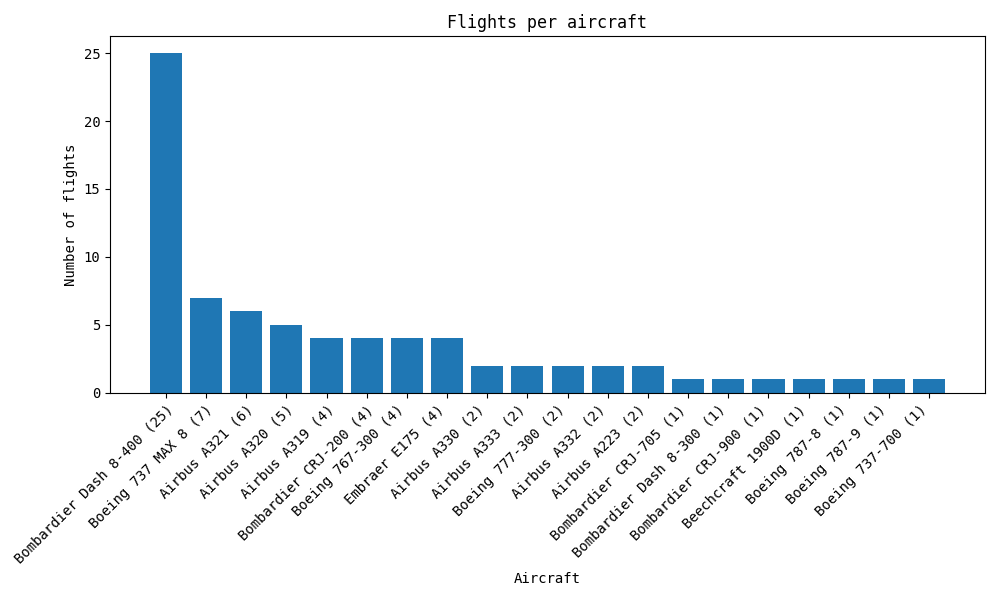 Flights per aircraft
Number of flights
25
20
15
10
5
0
Bombardier Dash 8-400 (25)
Boeing 737 MAX 8 (7)
Airbus A321 (6)
Airbus A320 (5)
Airbus A319 (4)
Bombardier CRJ-200 (4)
Boeing 767-300 (4)
Embraer E175 (4)
Airbus A330 (2)
Airbus A333 (2)
Boeing 777-300 (2)
Airbus A332 (2)
Airbus A223 (2)
Bombardier CRJ-705 (1)
Bombardier Dash 8-300 (1)
Bombardier CRJ-900 (1)
Beechcraft 1900D (1)
Boeing 787-8 (1)
Boeing 787-9 (1)
Boeing 737-700 (1)
Aircraft